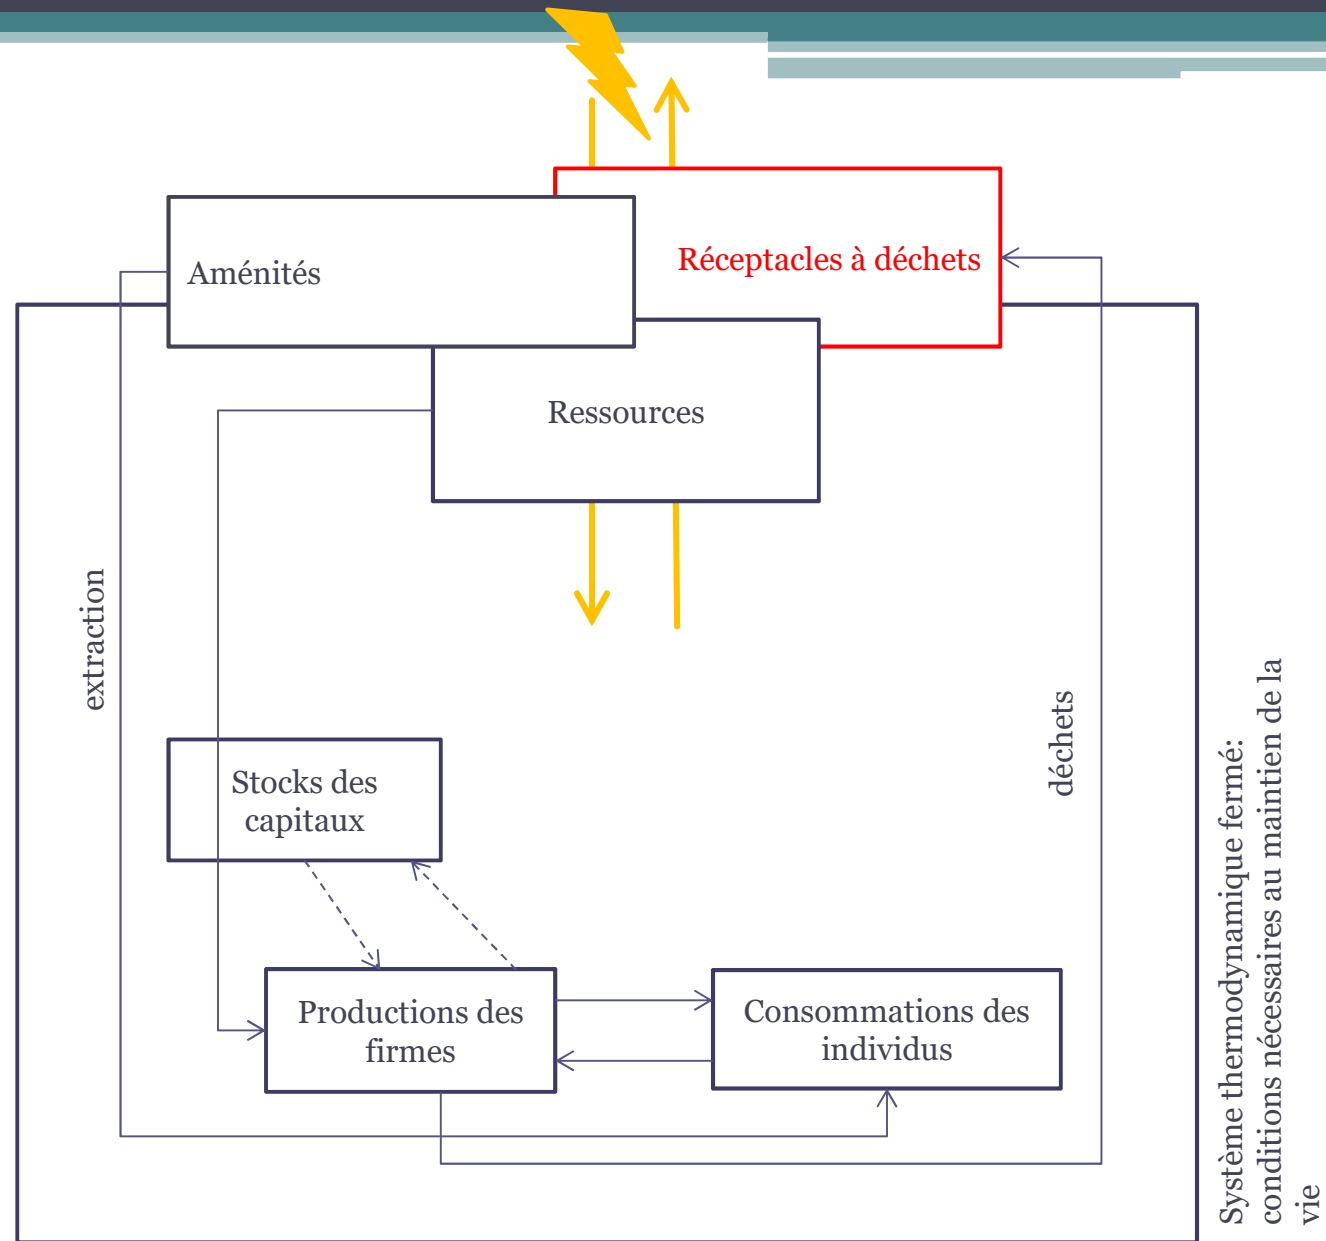 Aménités
Réceptacles à déchets
Ressources
extraction
Stocks des
capitaux
déchets
Productions des
firmes
Consommations des
individus
Système thermodynamique fermé:
conditions nécessaires au maintien de la
vie